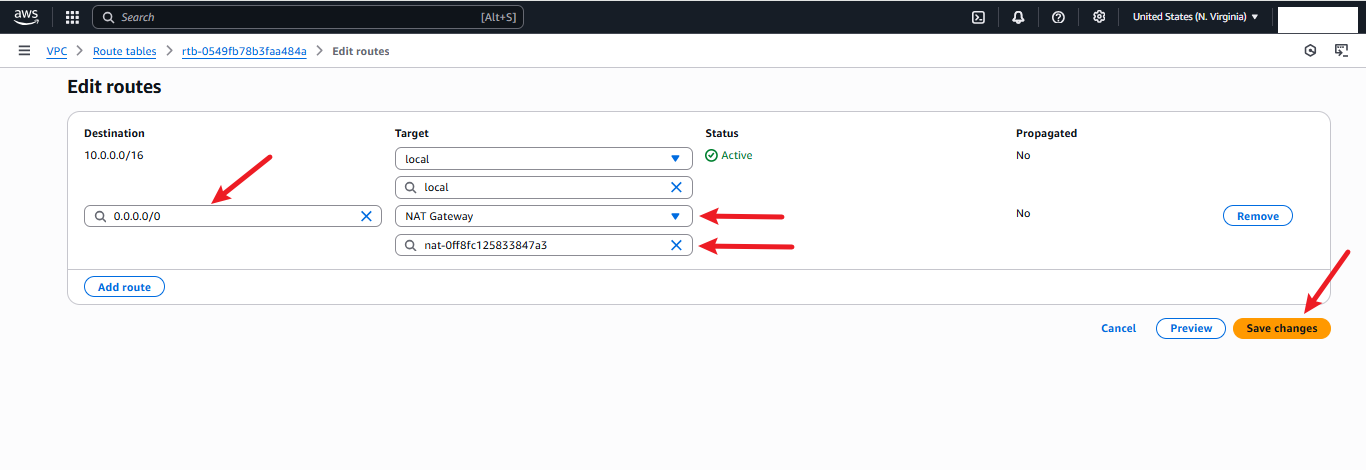 aws Search [Alt+S] United States (N. Virginia)
VPC > Route tables > rtb-0549fb78b3faa484a > Edit routes
Edit routes
Destination Target Status Propagated
10.0.0.0/16 local Active No
local
0.0.0.0/0 NAT Gateway No Remove
nat-0ff8fc125833847a3
Add route
Cancel Preview Save changes